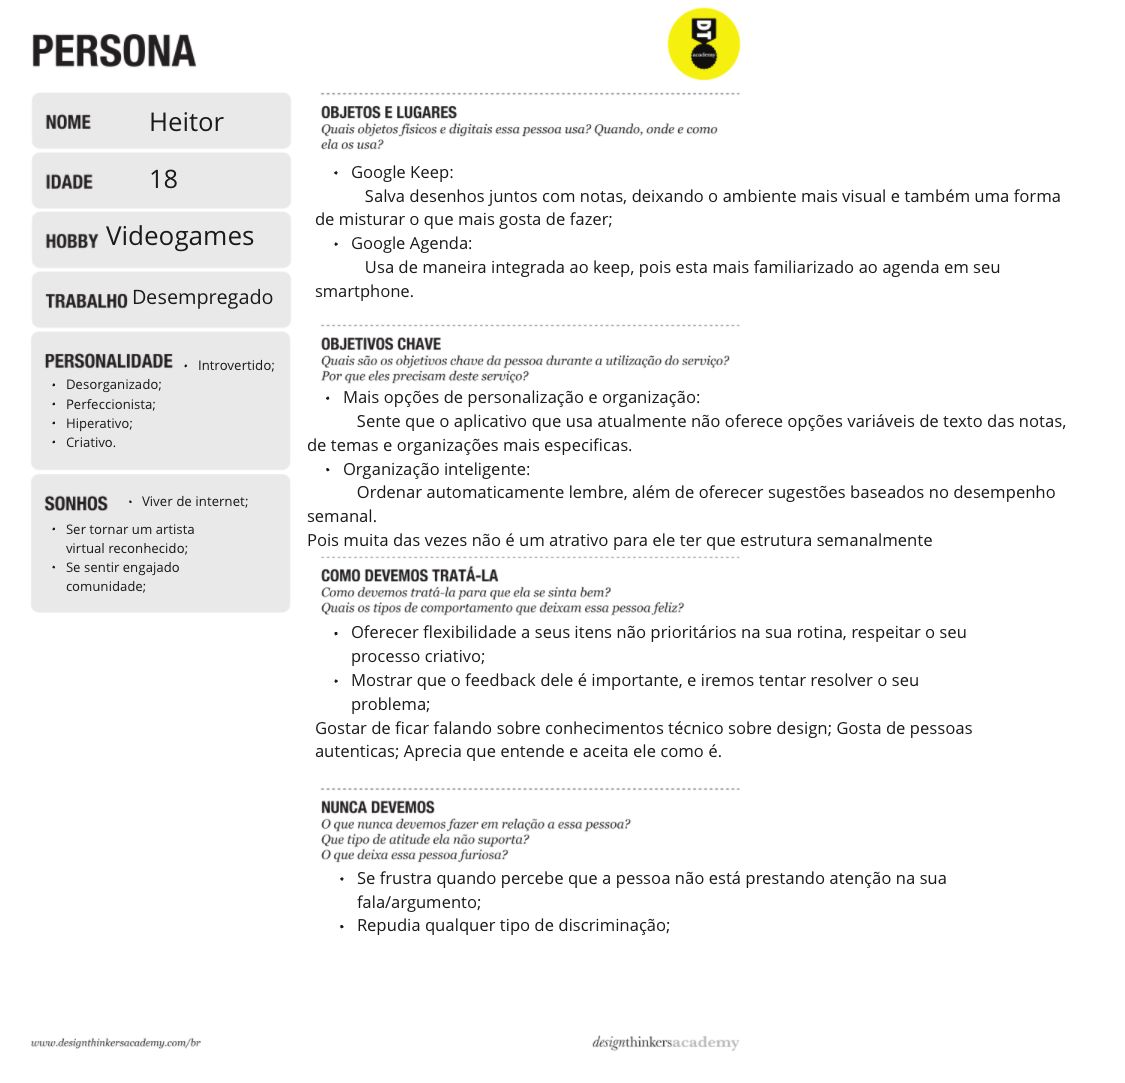 PERSONA
DT
academy
NOME Heitor
IDADE 18
HOBBY Videogames
TRABALHO Desempregado
PERSONALIDADE • Introvertido;
• Desorganizado;
• Perfeccionista;
• Hiperativo;
• Criativo.
SONHOS • Viver de internet;
• Ser tornar um artista
virtual reconhecido;
• Se sentir engajado
comunidade;
OBJETOS E LUGARES
Quais objetos físicos e digitais essa pessoa usa? Quando, onde e como
ela os usa?
• Google Keep:
Salva desenhos juntos com notas, deixando o ambiente mais visual e também uma forma
de misturar o que mais gosta de fazer;
• Google Agenda:
Usa de maneira integrada ao keep, pois esta mais familiarizado ao agenda em seu
smartphone.
OBJETIVOS CHAVE
Quais são os objetivos chave da pessoa durante a utilização do serviço?
Por que eles precisam deste serviço?
• Mais opções de personalização e organização:
Sente que o aplicativo que usa atualmente não oferece opções variáveis de texto das notas,
de temas e organizações mais especificas.
• Organização inteligente:
Ordenar automaticamente lembre, além de oferecer sugestões baseados no desempenho
semanal.
Pois muita das vezes não é um atrativo para ele ter que estrutura semanalmente
COMO DEVEMOS TRATÁ-LA
Como devemos tratá-la para que ela se sinta bem?
Quais os tipos de comportamento que deixam essa pessoa feliz?
• Oferecer flexibilidade a seus itens não prioritários na sua rotina, respeitar o seu
processo criativo;
• Mostrar que o feedback dele é importante, e iremos tentar resolver o seu
problema;
Gostar de ficar falando sobre conhecimentos técnico sobre design; Gosta de pessoas
autenticas; Aprecia que entende e aceita ele como é.
NUNCA DEVEMOS
O que nunca devemos fazer em relação a essa pessoa?
Que tipo de atitude ela não suporta?
O que deixa essa pessoa furiosa?
• Se frustra quando percebe que a pessoa não está prestando atenção na sua
fala/argumento;
• Repudia qualquer tipo de discriminação;
www.designthinkersacademy.com/br
designthinkersacademy